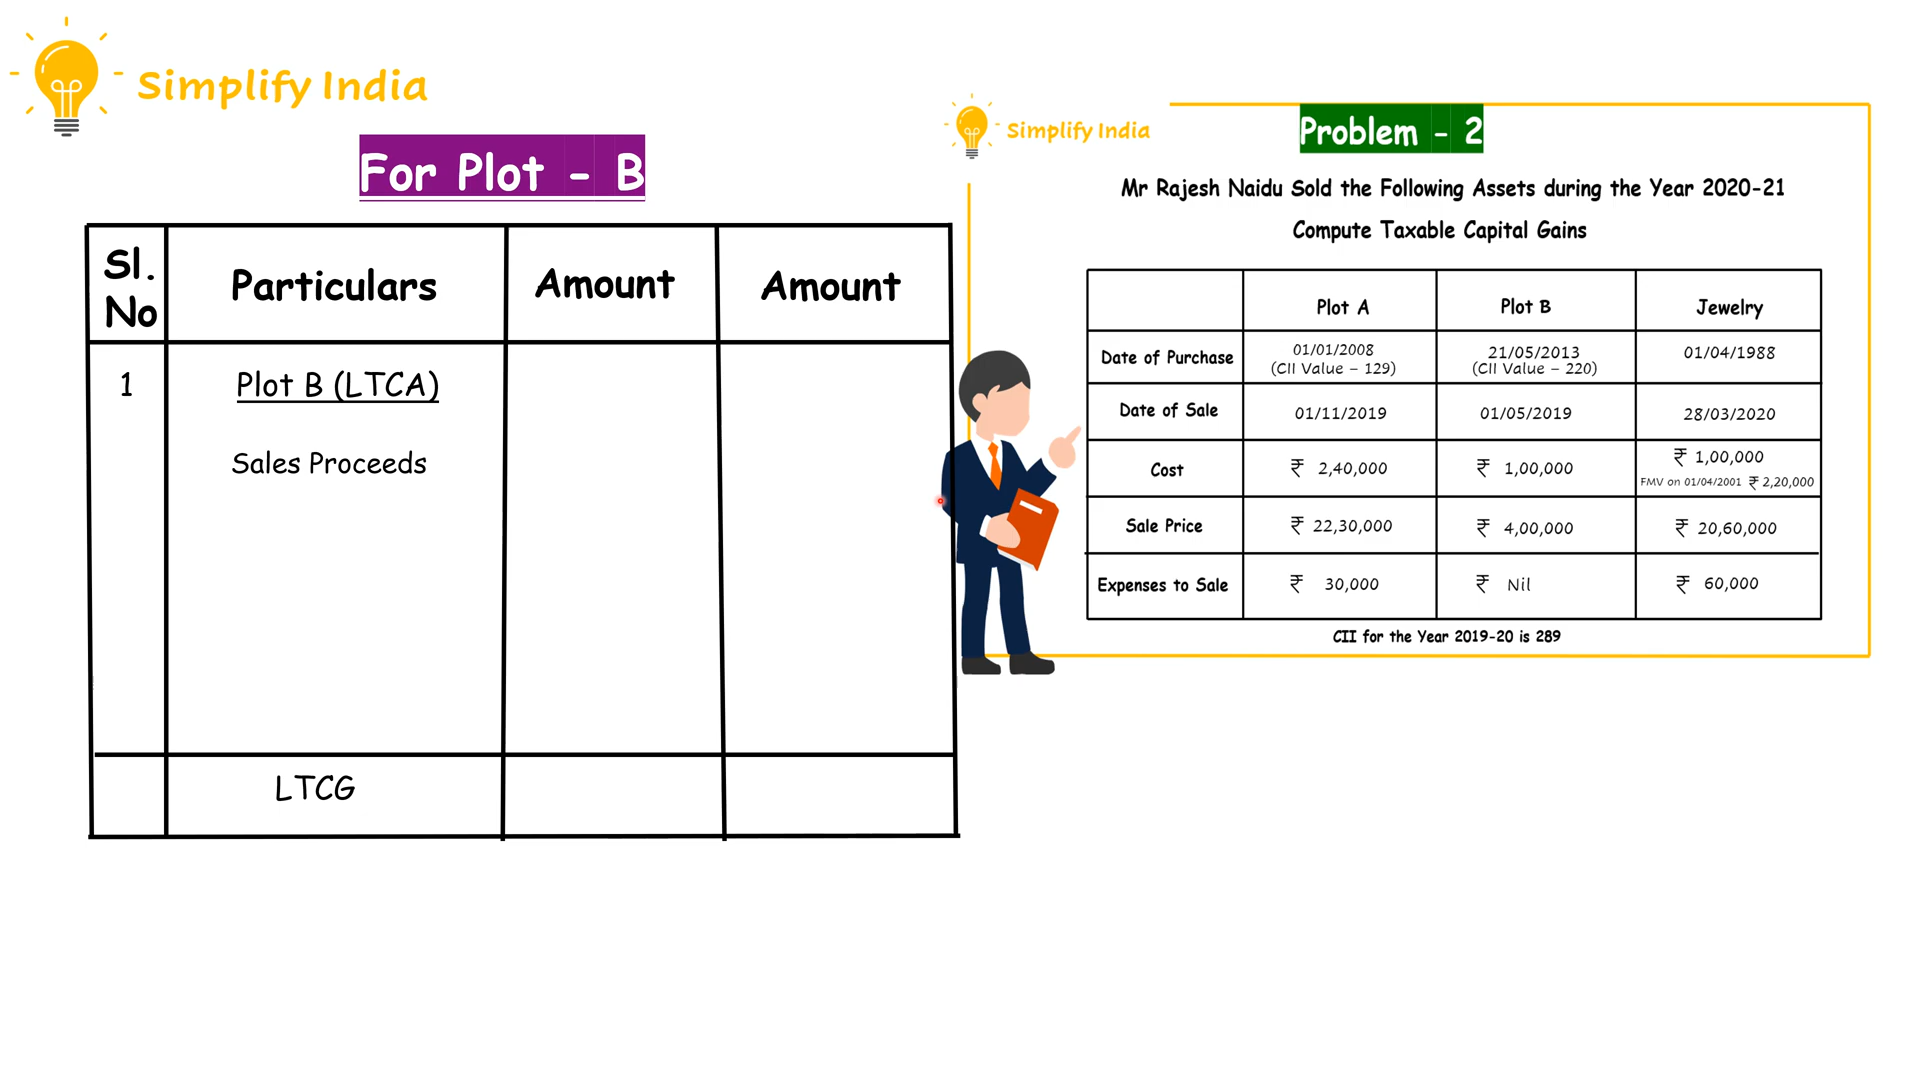 Simplify India
For Plot - B
Sl. No Particulars Amount Amount
1 Plot B (LTCA)
Sales Proceeds
LTCG
Simplify India
Problem - 2
Mr Rajesh Naidu Sold the Following Assets during the Year 2020-21
Compute Taxable Capital Gains
Plot A Plot B Jewelry
Date of Purchase 01/01/2008 (CII Value - 129) 21/05/2013 (CII Value - 220) 01/04/1988
Date of Sale 01/11/2019 01/05/2019 28/03/2020
Cost ₹ 2,40,000 ₹ 1,00,000 ₹ 1,00,000 FMV on 01/04/2001 ₹ 2,20,000
Sale Price ₹ 22,30,000 ₹ 4,00,000 ₹ 20,60,000
Expenses to Sale ₹ 30,000 ₹ Nil ₹ 60,000
CII for the Year 2019-20 is 289